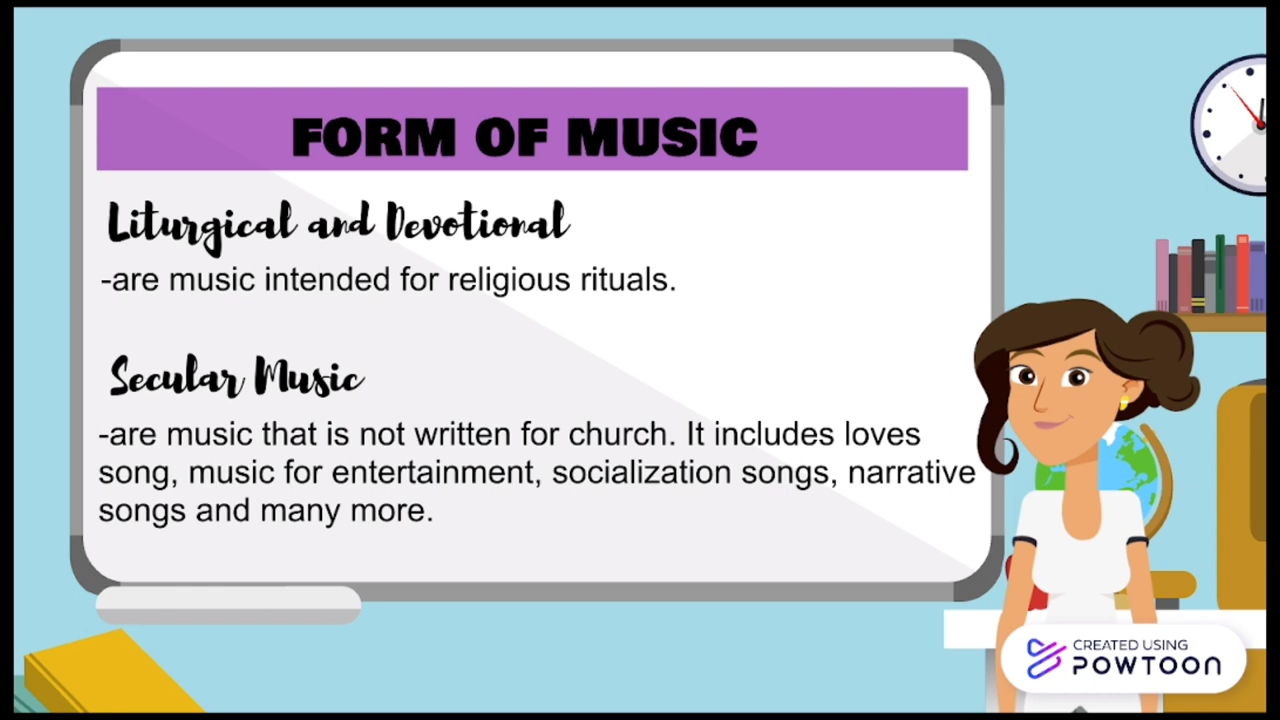 FORM OF MUSIC
Liturgical and Devotional
-are music intended for religious rituals.
Secular Music
-are music that is not written for church. It includes loves
song, music for entertainment, socialization songs, narrative
songs and many more.
CREATED USING
POWTOON